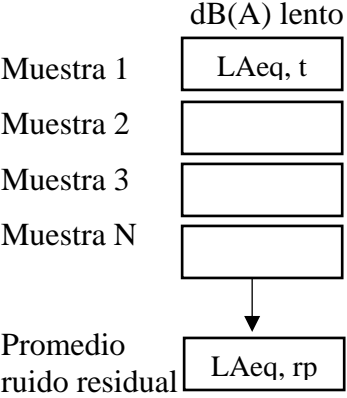 dB(A) lento
Muestra 1 LAeq, t
Muestra 2
Muestra 3
Muestra N
Promedio
ruido residual LAeq, rp